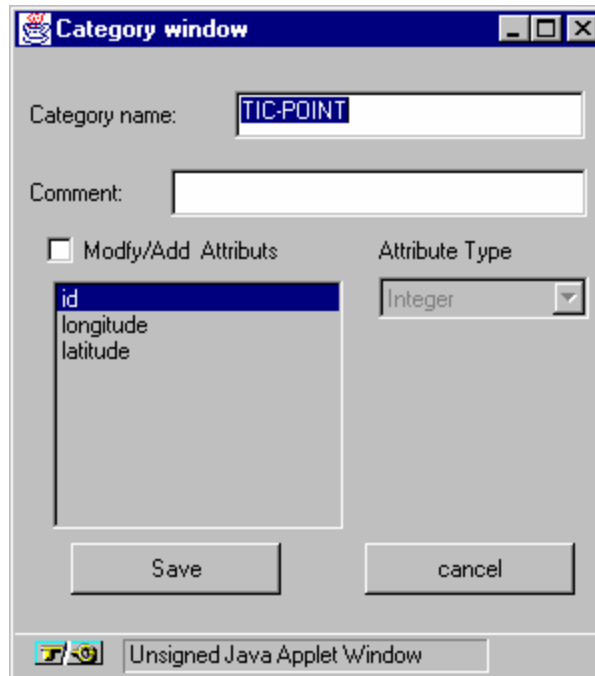 Category window
Category name: TIC-POINT
Comment:
Modfy/Add Attributs
Attribute Type
id
Integer
longitude
latitude
Save
cancel
Unsigned Java Applet Window